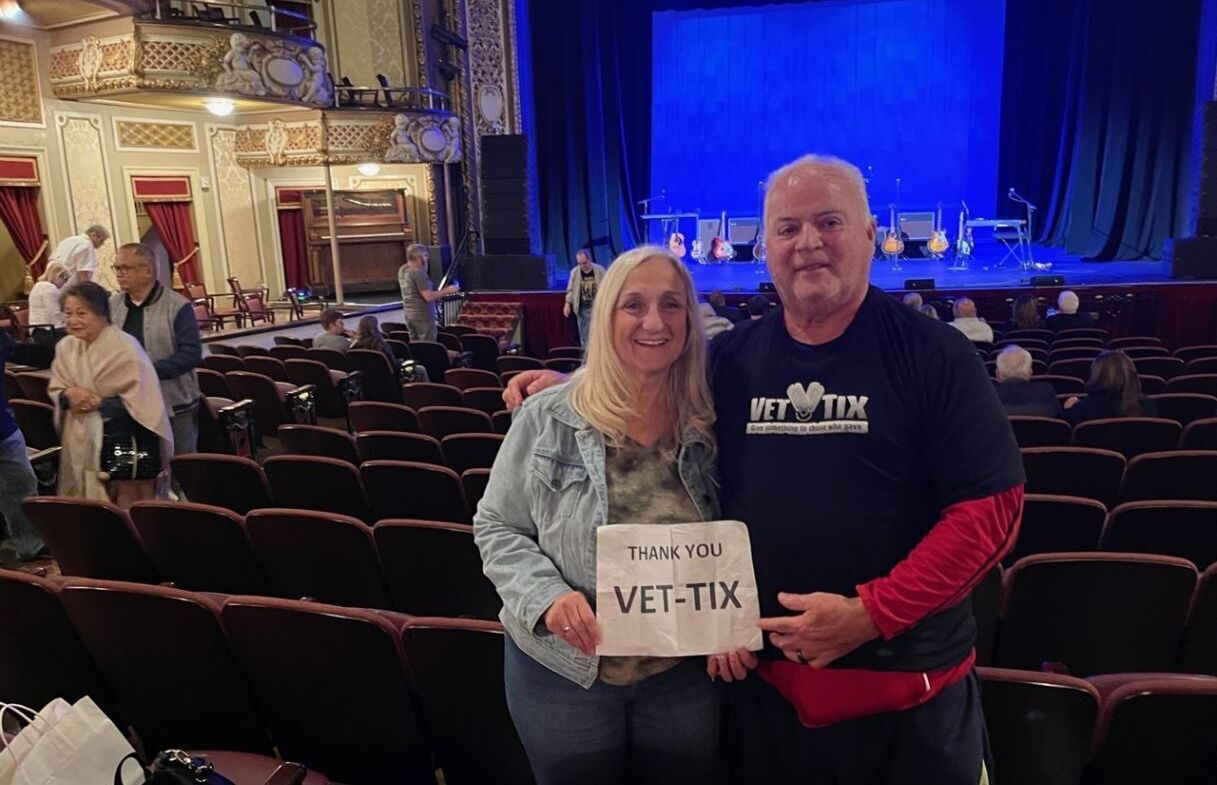 VET TIX
Give something to those who gave.
THANK YOU
VET-TIX